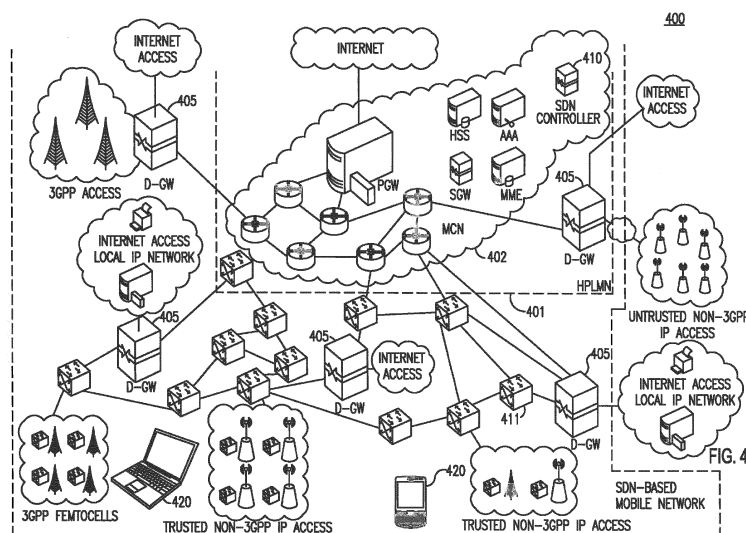 400
INTERNET
ACCESS
INTERNET
410
SDN
CONTROLLER
HSS
AAA
SGW
MME
INTERNET
ACCESS
405
3GPP ACCESS
D-GW
PGW
MCN
402
405
D-GW
HPLMN
401
UNTRUSTED NON-3GPP
IP ACCESS
INTERNET ACCESS
LOCAL IP NETWORK
405
D-GW
405
D-GW
INTERNET
ACCESS
405
D-GW
INTERNET ACCESS
LOCAL IP NETWORK
411
FIG. 4
3GPP FEMTOCELLS
420
TRUSTED NON-3GPP IP ACCESS
420
TRUSTED NON-3GPP IP ACCESS
SDN-BASED
MOBILE NETWORK